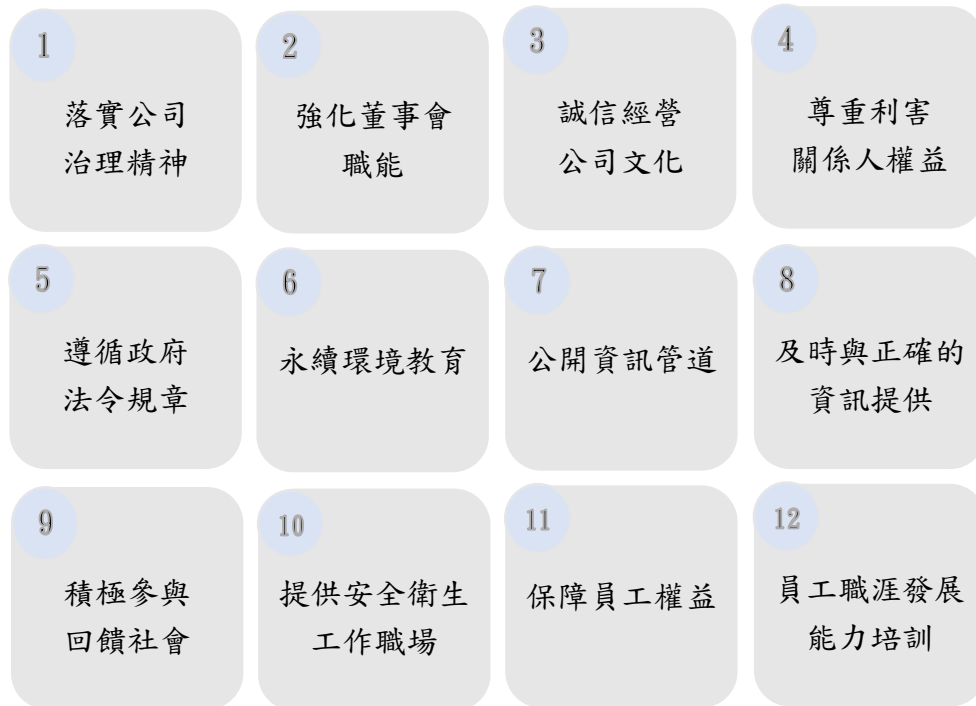 1
落實公司
治理精神
2
強化董事會
職能
3
誠信經營
公司文化
4
尊重利害
關係人權益
5
遵循政府
法令規章
6
永續環境教育
7
公開資訊管道
8
及時與正確的
資訊提供
9
積極參與
回饋社會
10
提供安全衛生
工作職場
11
保障員工權益
12
員工職涯發展
能力培訓